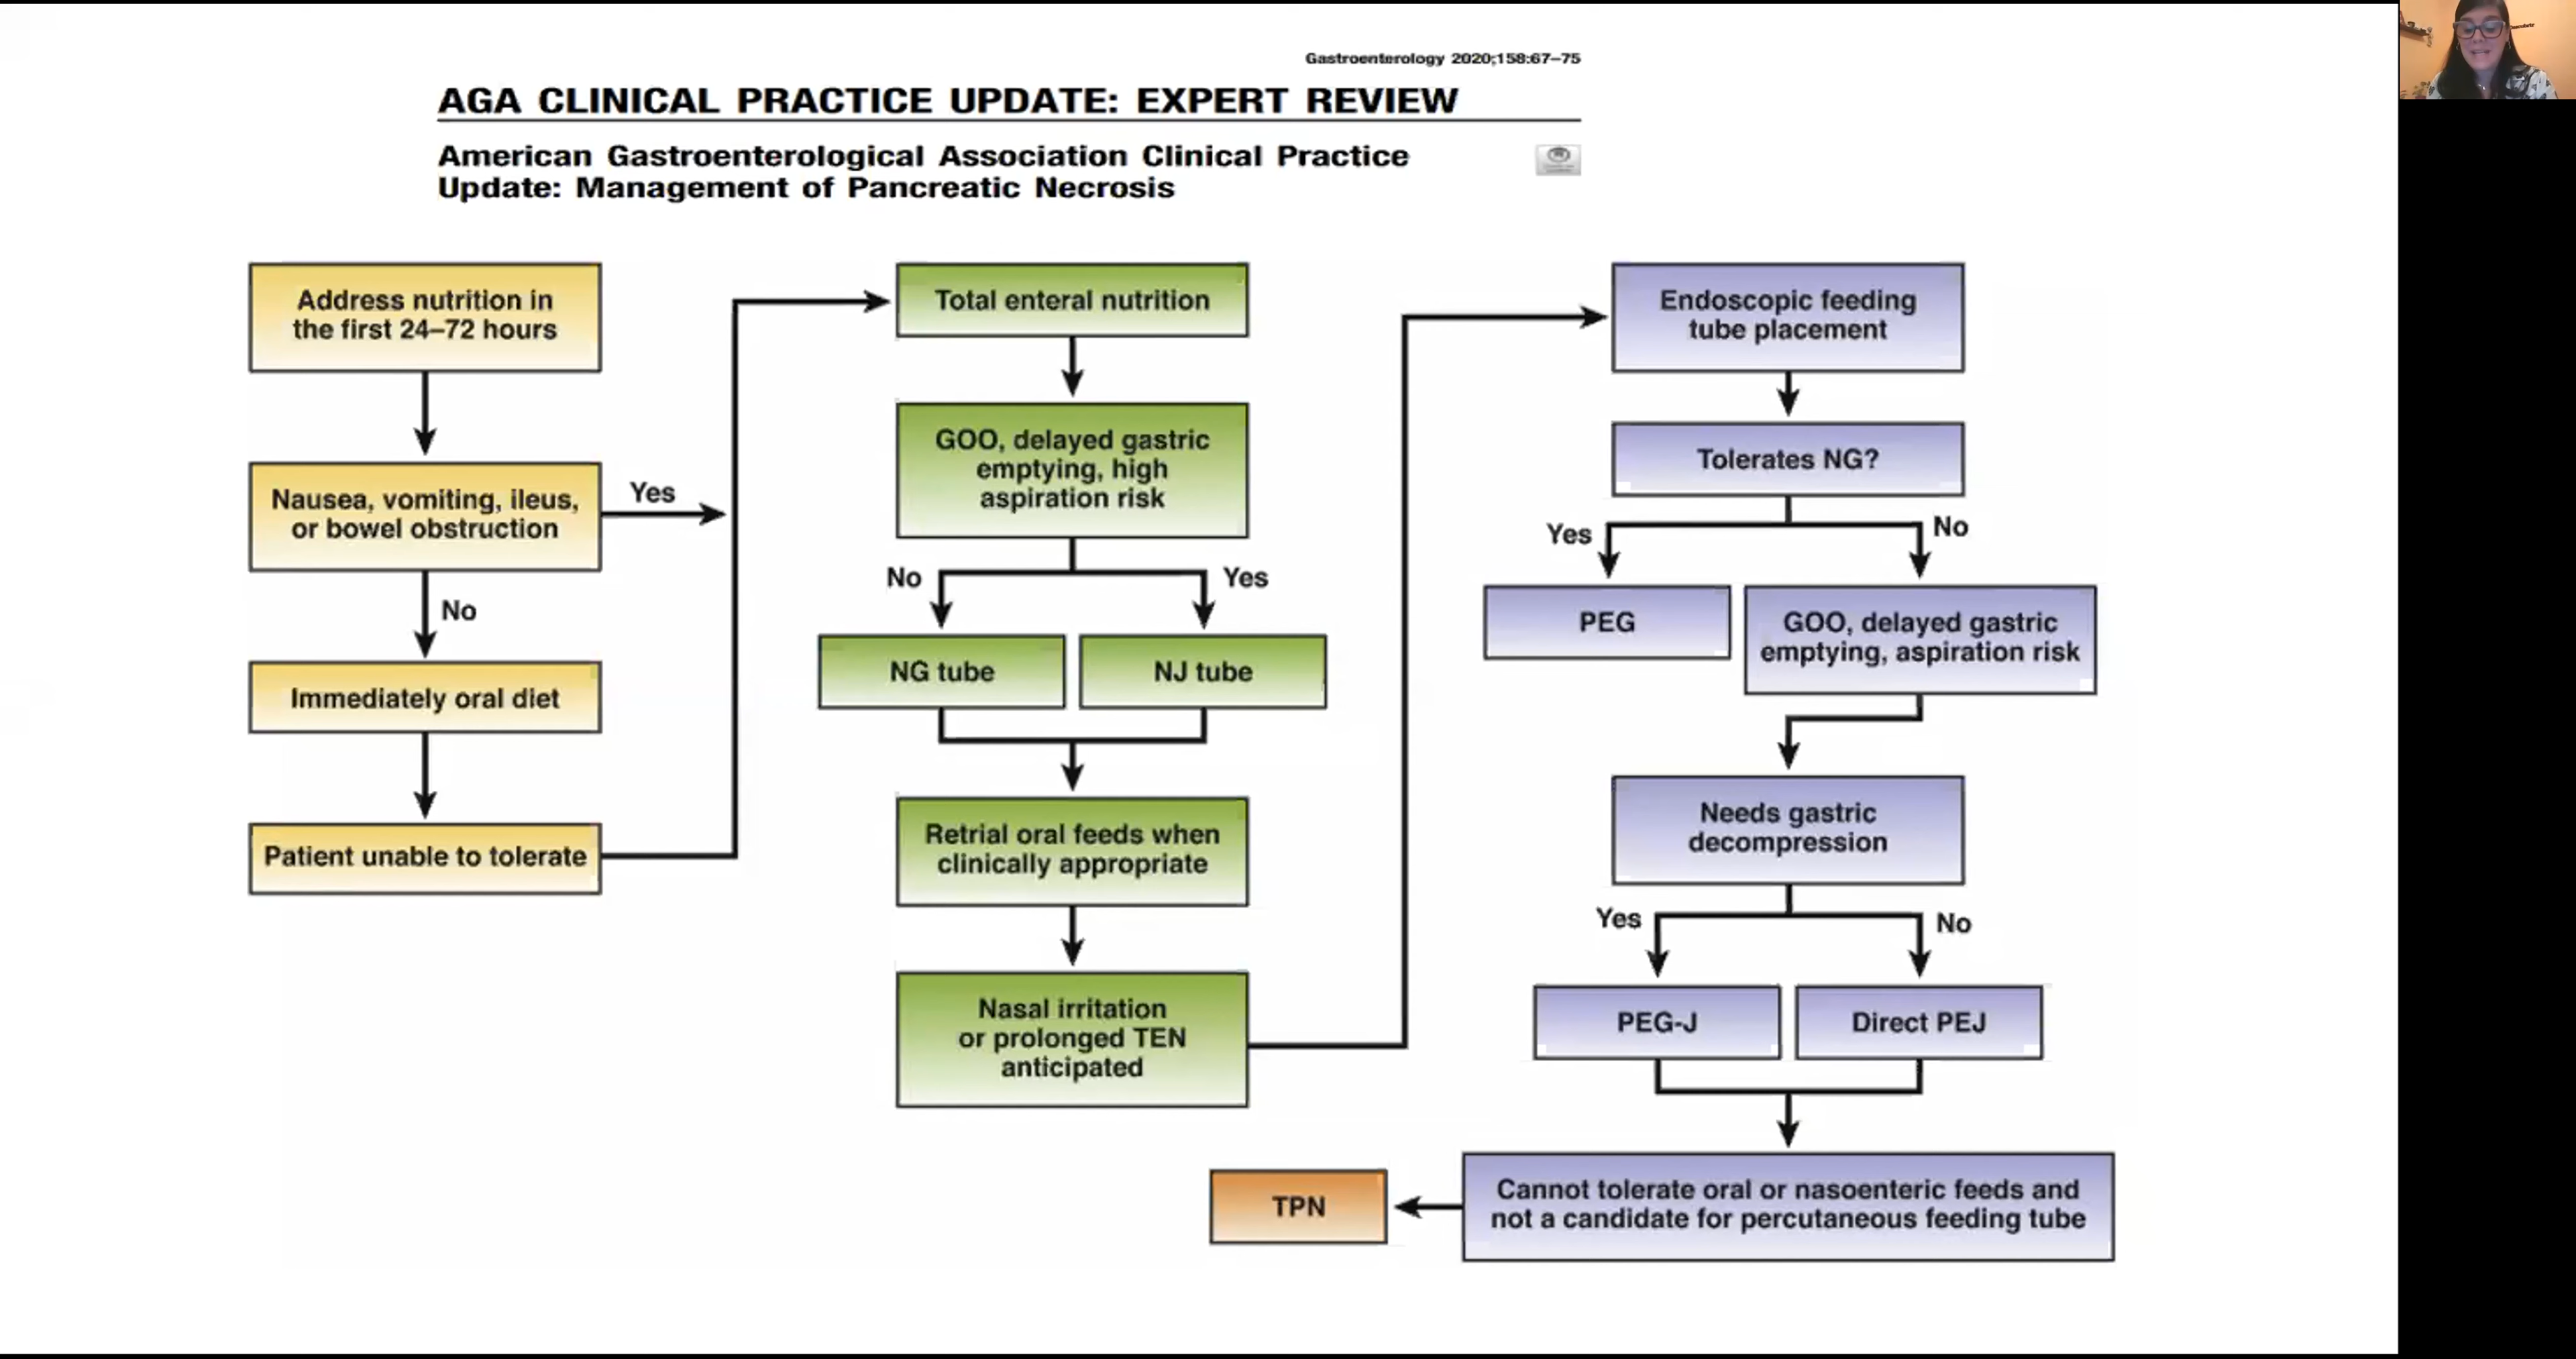 Gastroenterology 2020;158:67–75
AGA CLINICAL PRACTICE UPDATE: EXPERT REVIEW
American Gastroenterological Association Clinical Practice
Update: Management of Pancreatic Necrosis
Address nutrition in
the first 24–72 hours
Nausea, vomiting, ileus,
or bowel obstruction
Yes
No
Immediately oral diet
Patient unable to tolerate
Total enteral nutrition
GOO, delayed gastric
emptying, high
aspiration risk
No
Yes
NG tube
NJ tube
Retrial oral feeds when
clinically appropriate
Nasal irritation
or prolonged TEN
anticipated
Endoscopic feeding
tube placement
Tolerates NG?
Yes
No
PEG
GOO, delayed gastric
emptying, aspiration risk
Needs gastric
decompression
Yes
No
PEG-J
Direct PEJ
Cannot tolerate oral or nasoenteric feeds and
not a candidate for percutaneous feeding tube
TPN